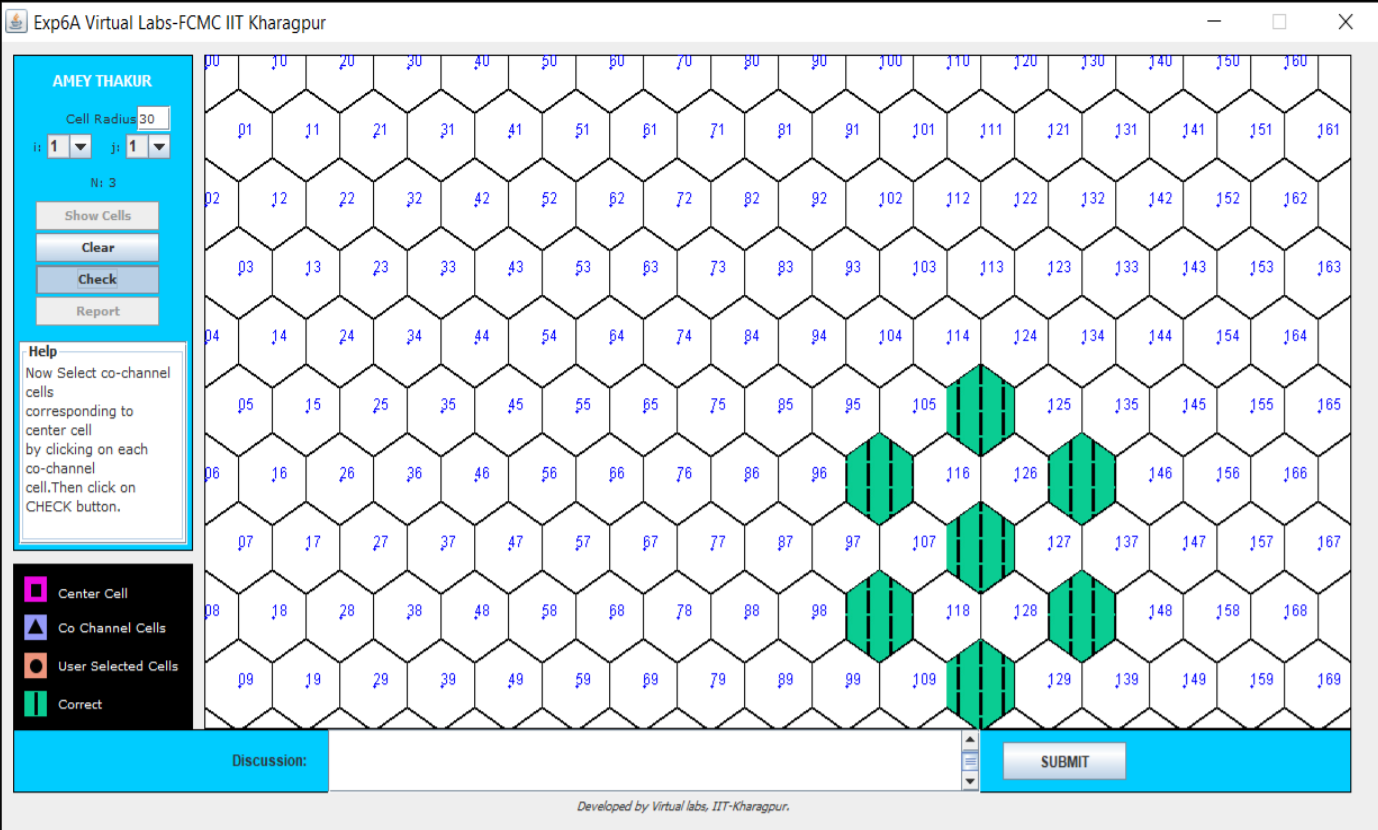 Exp6A Virtual Labs-FCMC IIT Kharagpur
AMEY THAKUR
Cell Radius 30
i: 1 j: 1
N: 3
Show Cells
Clear
Check
Report
Help
Now Select co-channel
cells
corresponding to
center cell
by clicking on each
co-channel
cell.Then click on
CHECK button.
Center Cell
Co Channel Cells
User Selected Cells
Correct
00 10 20 30 40 50 60 70 80 90 100 110 120 130 140 150 160
01 11 21 31 41 51 61 71 81 91 101 111 121 131 141 151 161
02 12 22 32 42 52 62 72 82 92 102 112 122 132 142 152 162
03 13 23 33 43 53 63 73 83 93 103 113 123 133 143 153 163
04 14 24 34 44 54 64 74 84 94 104 114 124 134 144 154 164
05 15 25 35 45 55 65 75 85 95 105 125 135 145 155 165
06 16 26 36 46 56 66 76 86 96 116 126 146 156 166
07 17 27 37 47 57 67 77 87 97 107 127 137 147 157 167
08 18 28 38 48 58 68 78 88 98 118 128 148 158 168
09 19 29 39 49 59 69 79 89 99 109 129 139 149 159 169
Discussion:
SUBMIT
Developed by Virtual labs, IIT-Kharagpur.